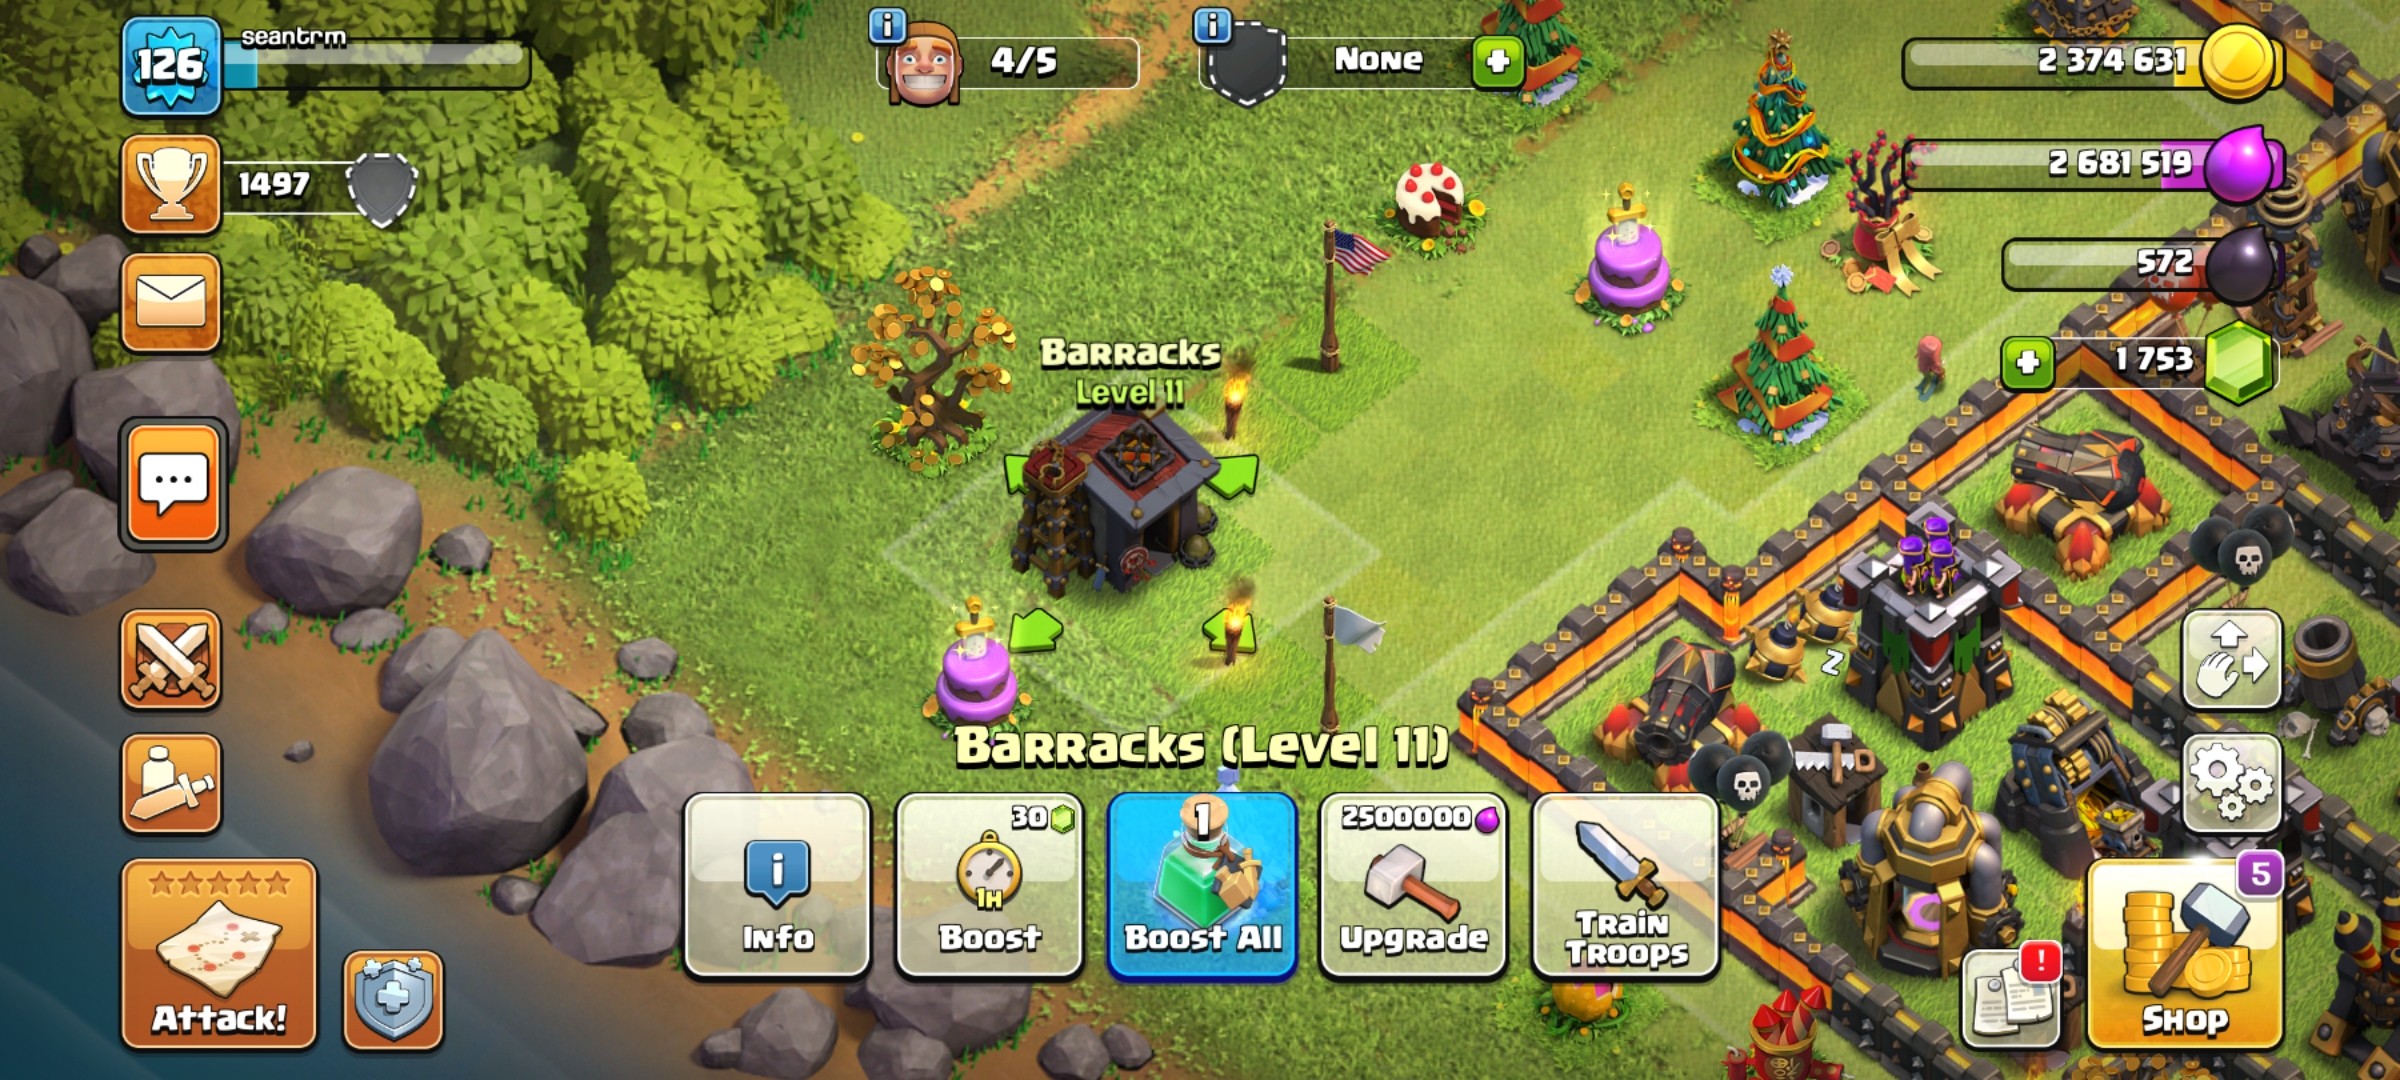 126
seantrm
4/5
None
2 374 631
1497
2 681 519
572
1 753
Barracks
Level 11
Z
Barracks (Level 11)
Info
30
1H
Boost
1
Boost All
2500000
Upgrade
Train
Troops
Attack!
!
5
Shop